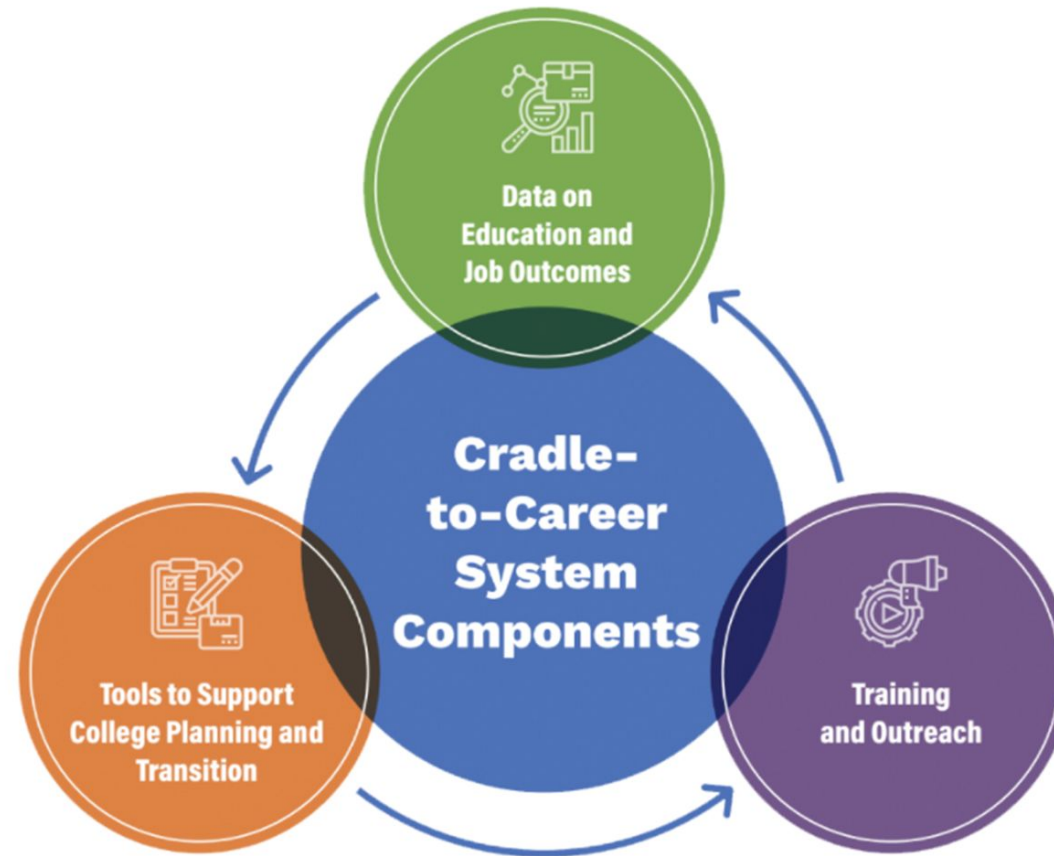 Data on
Education and
Job Outcomes
Cradle-
to-Career
System
Components
Tools to Support
College Planning and
Transition
Training
and Outreach